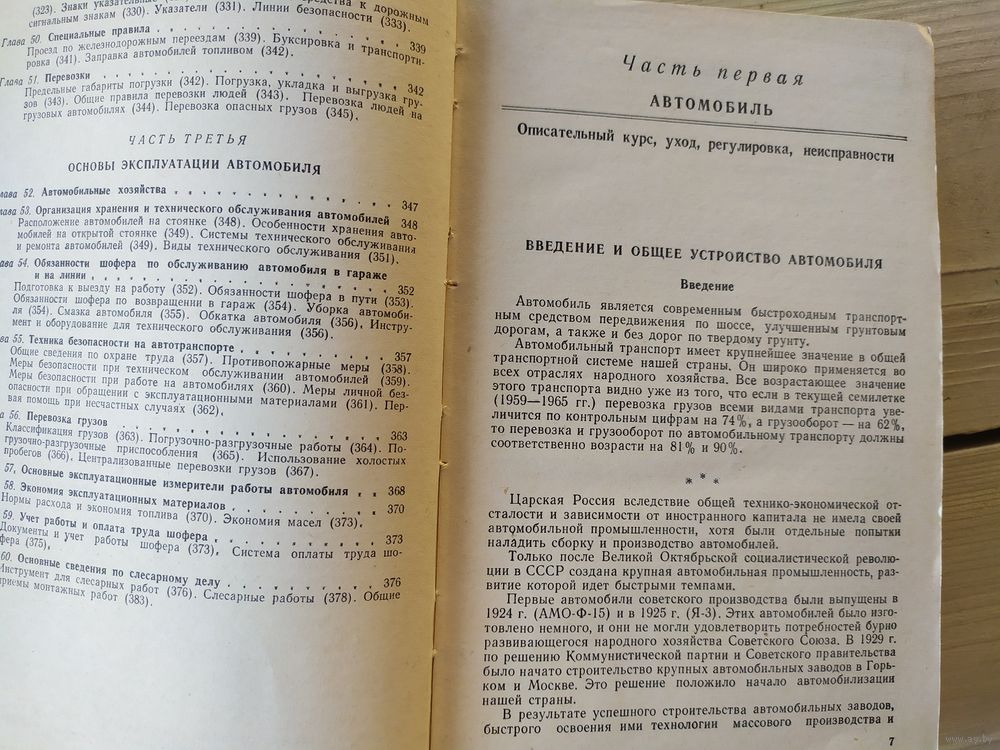 (323). Знаки указательные
средства к дорожным
сигнальным знакам (330). Указатели (331). Линии безопасности (333).
Глава 50. Специальные правила 339
Проезд по железнодорожным переездам (339). Буксировка и транспорти-
ровка (341). Заправка автомобилей топливом (342).
Глава 51. Перевозки 342
Предельные габариты погрузки (342). Погрузка, укладка и выгрузка гру-
зов (343). Общие правила перевозки людей (343). Перевозка людей на
грузовых автомобилях (344). Перевозка опасных грузов (345).
ЧАСТЬ ТРЕТЬЯ
ОСНОВЫ ЭКСПЛУАТАЦИИ АВТОМОБИЛЯ
лава 52. Автомобильные хозяйства 347
лава 53. Организация хранения и технического обслуживания автомобилей 348
Расположение автомобилей на стоянке (348). Особенности хранения авто-
мобилей на открытой стоянке (349). Системы технического обслуживания
и ремонта автомобилей (349). Виды технического обслуживания (351).
ава 54. Обязанности шофера по обслуживанию автомобиля в гараже
и на линии 352
Подготовка к выезду на работу (352). Обязанности шофера в пути (353).
Обязанности шофера по возвращении в гараж (354). Уборка автомоби-
ля (354). Смазка автомобиля (355). Обкатка автомобиля (356). Инстру-
мент и оборудование для технического обслуживания (356).
ва 55. Техника безопасности на автотранспорте 357
Общие сведения по охране труда (357). Противопожарные меры (358).
Меры безопасности при техническом обслуживании автомобилей (359).
Меры безопасности при работе на автомобилях (360). Меры личной без-
опасности при обращении с эксплуатационными материалами (361). Пер-
вая помощь при несчастных случаях (362).
а 56. Перевозка грузов 363
Классификация грузов (363). Погрузочно-разгрузочные работы (364). По-
грузочно-разгрузочные приспособления (365). Использование холостых
пробегов (366). Централизованные перевозки грузов (367).
57. Основные эксплуатационные измерители работы автомобиля 368
58. Экономия эксплуатационных материалов 370
Нормы расхода и экономия топлива (370). Экономия масел (373).
59 Учет работы и оплата труда шофера 373
Документы и учет работы шофера (373). Система оплаты труда шо-
фера (375).
60. Основные сведения по слесарному делу 376
Инструмент для слесарных работ (376). Слесарные работы (378). Общие
приемы монтажных работ (383).
Часть первая
АВТОМОБИЛЬ
Описательный курс, уход, регулировка, неисправности
ВВЕДЕНИЕ И ОБЩЕЕ УСТРОЙСТВО АВТОМОБИЛЯ
Введение
Автомобиль является современным быстроходным транспорт-
ным средством передвижения по шоссе, улучшенным грунтовым
дорогам, а также и без дорог по твердому грунту.
Автомобильный транспорт имеет крупнейшее значение в общей
транспортной системе нашей страны. Он широко применяется во
всех отраслях народного хозяйства. Все возрастающее значение
этого транспорта видно уже из того, что если в текущей семилетке
(1959—1965 гг.) перевозка грузов всеми видами транспорта уве-
личится по контрольным цифрам на 74%, а грузооборот — на 62%,
то перевозка и грузооборот по автомобильному транспорту должны
соответственно возрасти на 81% и 90%.
* * *
Царская Россия вследствие общей технико-экономической от-
сталости и зависимости от иностранного капитала не имела своей
автомобильной промышленности, хотя были отдельные попытки
наладить сборку и производство автомобилей.
Только после Великой Октябрьской социалистической револю-
ции в СССР создана крупная автомобильная промышленность, раз-
витие которой идет быстрыми темпами.
Первые автомобили советского производства были выпущены в
1924 г. (АМО-Ф-15) и в 1925 г. (Я-3). Этих автомобилей было изго-
товлено немного, и они не могли удовлетворить потребностей бурно
развивающегося народного хозяйства Советского Союза. В 1929 г.
по решению Коммунистической партии и Советского правительства
было начато строительство крупных автомобильных заводов в Горь-
ком и Москве. Это решение положило начало автомобилизации
нашей страны.
В результате успешного строительства автомобильных заводов,
быстрого освоения ими технологии массового производства и
7
www.ay.by